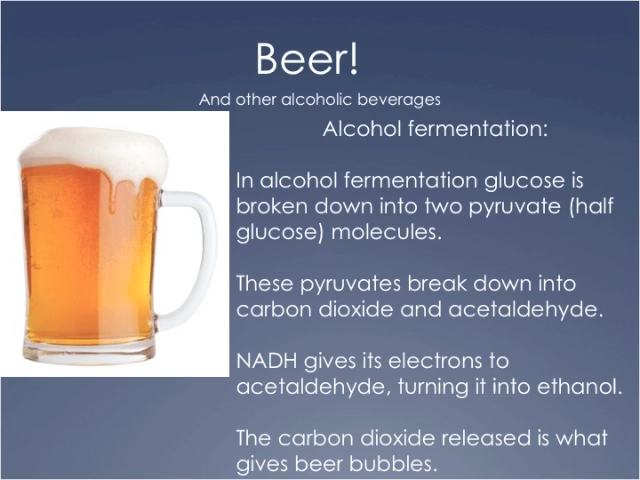 Beer!
And other alcoholic beverages
Alcohol fermentation:
In alcohol fermentation glucose is
broken down into two pyruvate (half
glucose) molecules.
These pyruvates break down into
carbon dioxide and acetaldehyde.
NADH gives its electrons to
acetaldehyde, turning it into ethanol.
The carbon dioxide released is what
gives beer bubbles.